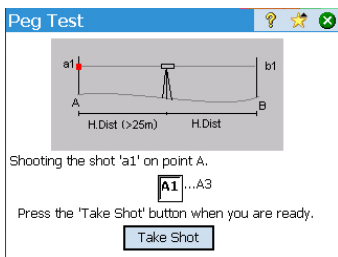 Peg Test
a1 b1
A B
H.Dist (>25m) H.Dist
Shooting the shot 'a1' on point A.
A1 ...A3
Press the 'Take Shot' button when you are ready.
Take Shot